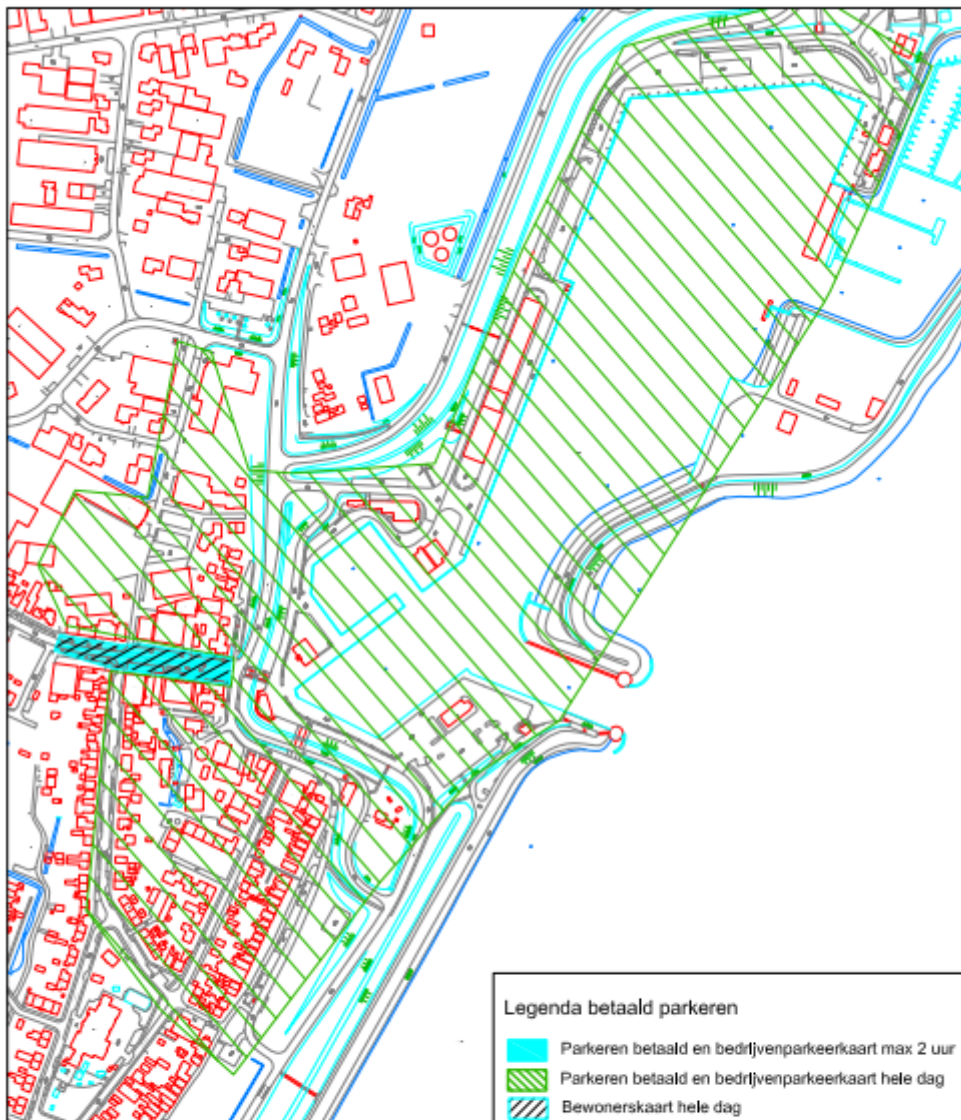 Legenda betaald parkeren
Parkeren betaald en bedrijvenparkeerkaart max 2 uur
Parkeren betaald en bedrijvenparkeerkaart hele dag
Bewonerskaart hele dag